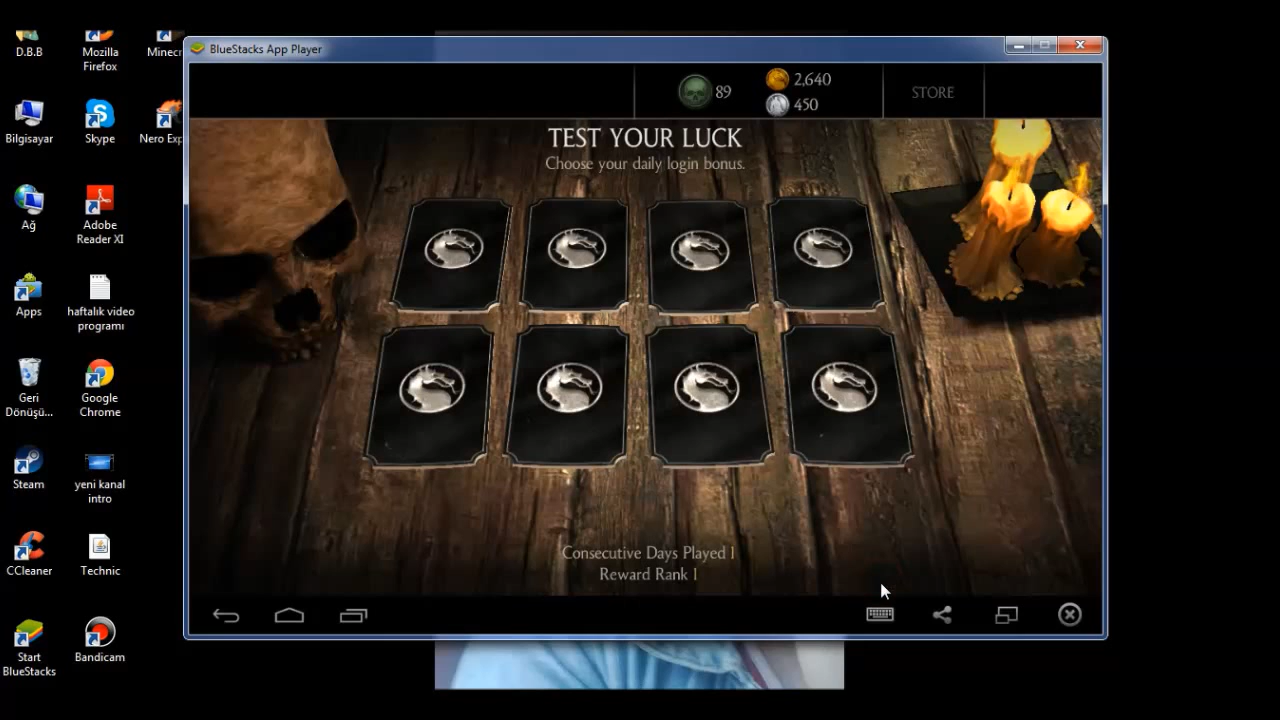 D.B.B
Mozilla
Firefox
Minecr
Bilgisayar
Skype
Nero Exp
Ağ
Adobe
Reader XI
Apps
haftalık video
programı
Geri
Dönüşü...
Google
Chrome
Steam
yeni kanal
intro
CCleaner
Technic
Start
BlueStacks
Bandicam
BlueStacks App Player
89
2,640
450
STORE
TEST YOUR LUCK
Choose your daily login bonus.
Consecutive Days Played 1
Reward Rank 1